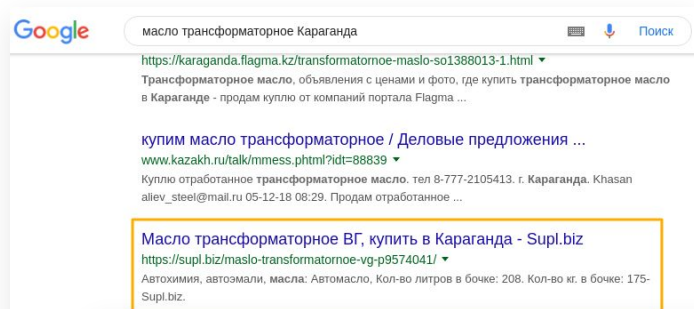 Google
масло трансформаторное Караганда
Поиск
https://karaganda.flagma.kz/transformatornoe-maslo-so1388013-1.html
Трансформаторное масло, объявления с ценами и фото, где купить трансформаторное масло
в Караганде - продам куплю от компаний портала Flagma ...
купим масло трансформаторное / Деловые предложения ...
www.kazakh.ru/talk/mmess.phtml?idt=88839
Куплю отработанное трансформаторное масло. тел 8-777-2105413. г. Караганда. Khasan
aliev_steel@mail.ru 05-12-18 08:29. Продам отработанное ...
Масло трансформаторное ВГ, купить в Караганда - Supl.biz
https://supl.biz/maslo-transformatornoe-vg-p9574041/
Автохимия, автоэмали, масла: Автомасло, Кол-во литров в бочке: 208. Кол-во кг. в бочке: 175-
Supl.biz.